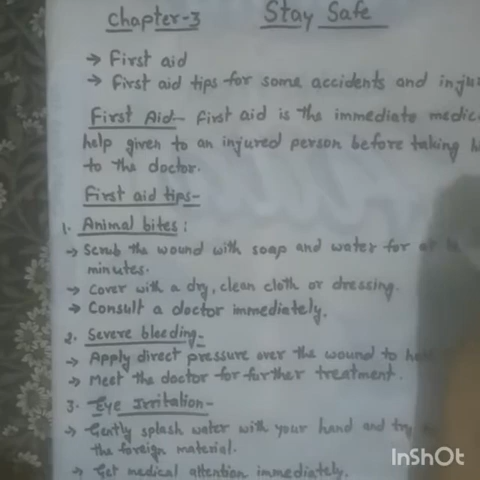 Chapter-3 Stay Safe
→ First aid
→ First aid tips for some accidents and
First Aid- First aid is the immediate
help given to an injured person before taking
to the doctor.
First aid tips-
1. Animal bites:
→ Scrub the wound with soap and water for
minutes.
→ Cover with a dry, clean cloth or dressing.
→ Consult a doctor immediately.
2. Severe bleeding-
→ Apply direct pressure over the wound to
→ Meet the doctor for further treatment.
3. Eye Irritation-
→ Gently splash water with your hand and try
the foreign material.
→ Get medical attention immediately.
InShOt